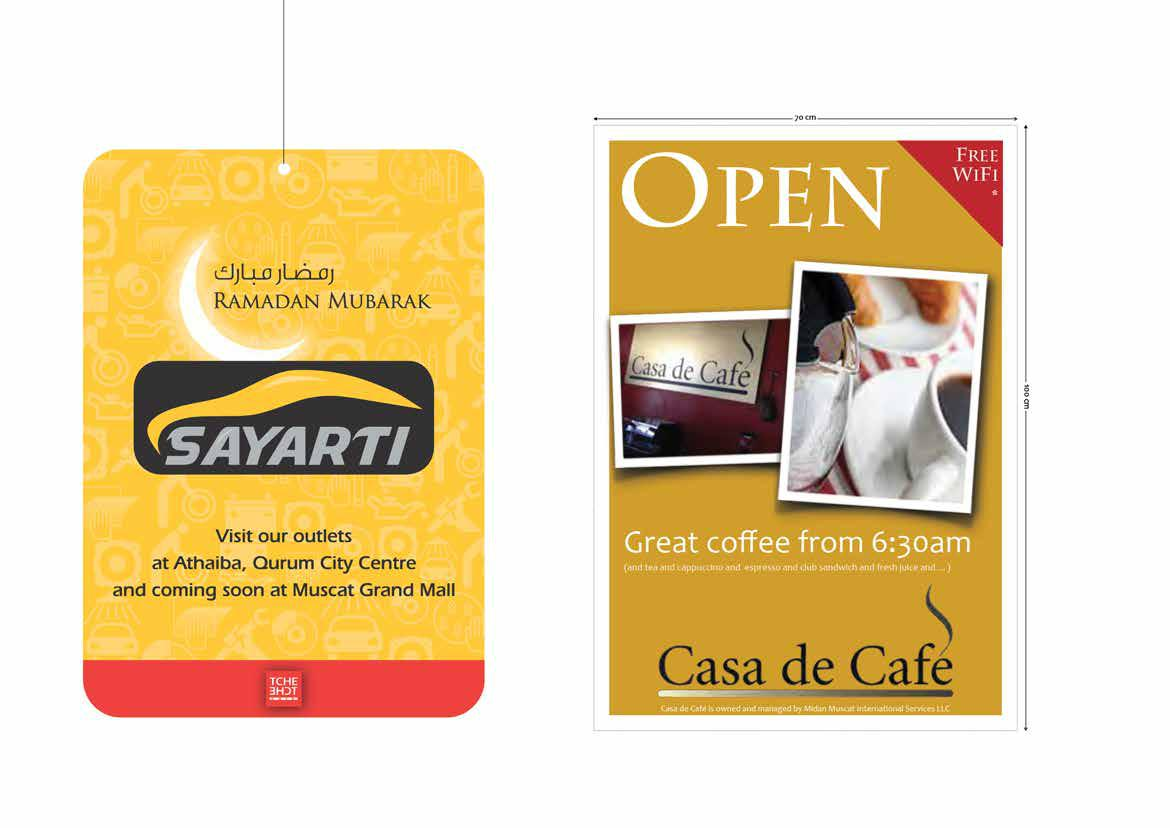 رمضان مبارك
RAMADAN MUBARAK
SAYARTI
Visit our outlets
at Athaiba, Qurum City Centre
and coming soon at Muscat Grand Mall
TCHE
TCHE
70 cm
100 cm
OPEN
FREE
WIFI
*
Casa de Café
Great coffee from 6:30am
(and tea and cappuccino and espresso and club sandwich and fresh juice and.... )
Casa de Café
Casa de Café is owned and managed by Midan Muscat International Services LLC